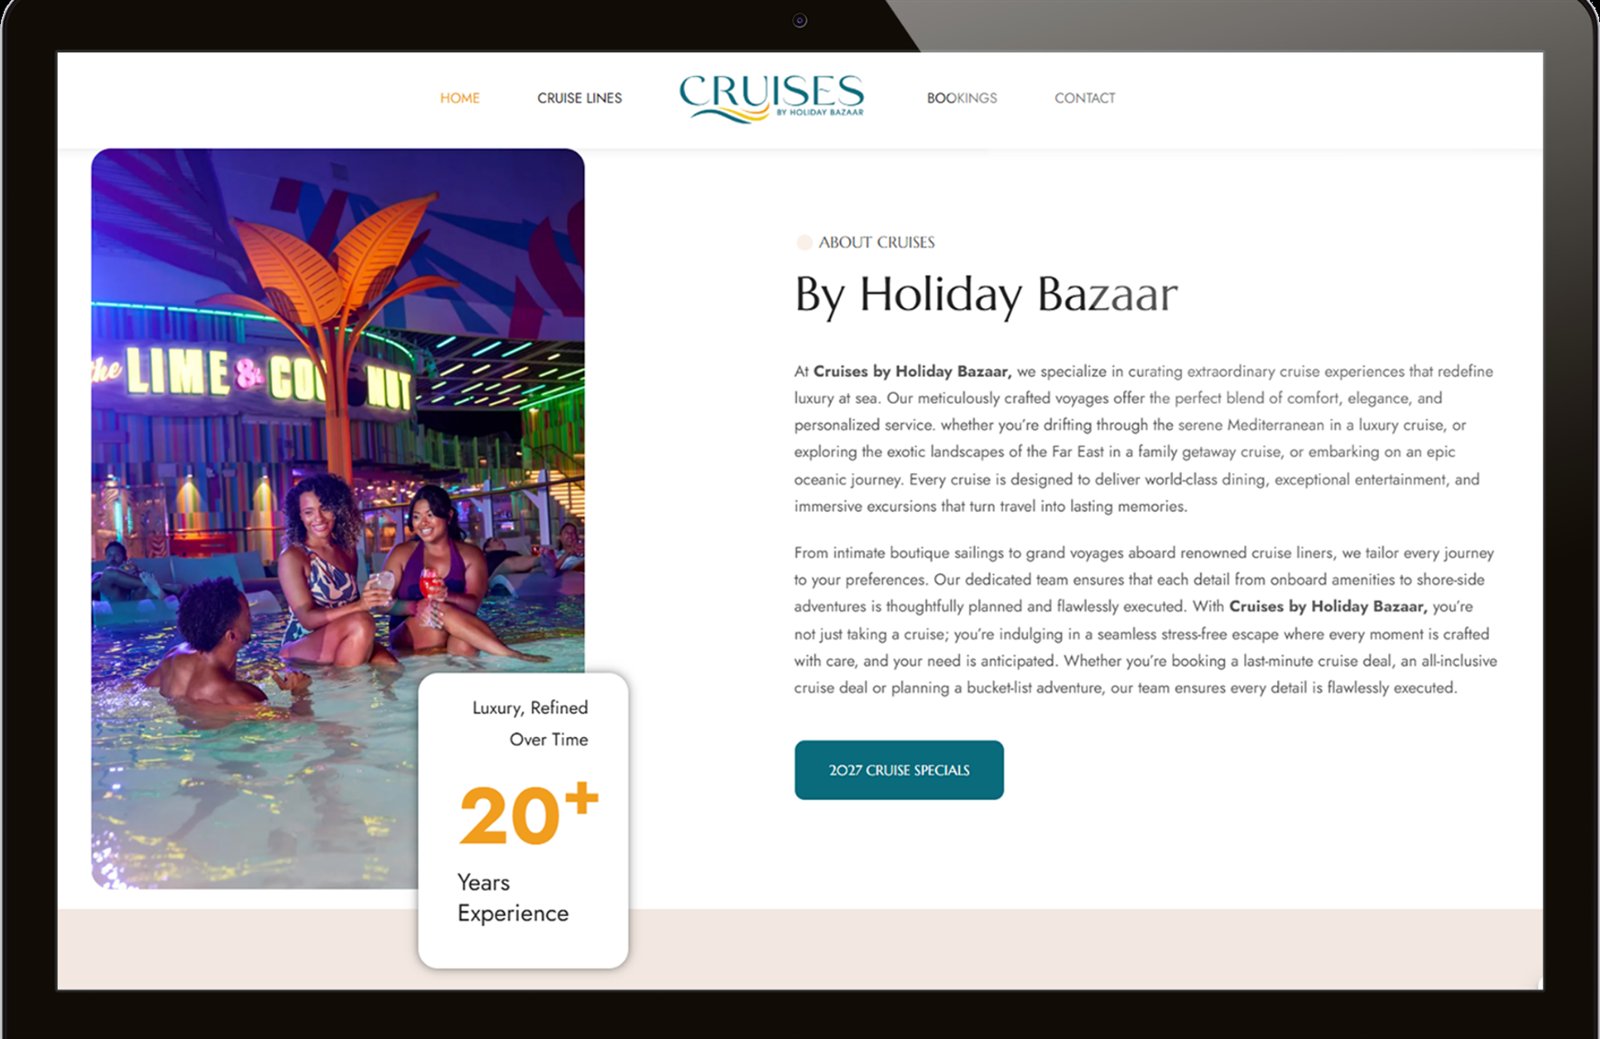 HOME
CRUISE LINES
CRUISES
BY HOLIDAY BAZAAR
BOOKINGS
CONTACT
the LIME & CO NUT
ABOUT CRUISES
By Holiday Bazaar
At Cruises by Holiday Bazaar, we specialize in curating extraordinary cruise experiences that redefine
luxury at sea. Our meticulously crafted voyages offer the perfect blend of comfort, elegance, and
personalized service. whether you're drifting through the serene Mediterranean in a luxury cruise, or
exploring the exotic landscapes of the Far East in a family getaway cruise, or embarking on an epic
oceanic journey. Every cruise is designed to deliver world-class dining, exceptional entertainment, and
immersive excursions that turn travel into lasting memories.
From intimate boutique sailings to grand voyages aboard renowned cruise liners, we tailor every journey
to your preferences. Our dedicated team ensures that each detail from onboard amenities to shore-side
adventures is thoughtfully planned and flawlessly executed. With Cruises by Holiday Bazaar, you're
not just taking a cruise; you're indulging in a seamless stress-free escape where every moment is crafted
with care, and your need is anticipated. Whether you're booking a last-minute cruise deal, an all-inclusive
cruise deal or planning a bucket-list adventure, our team ensures every detail is flawlessly executed.
2027 CRUISE SPECIALS
Luxury, Refined
Over Time
20+
Years
Experience